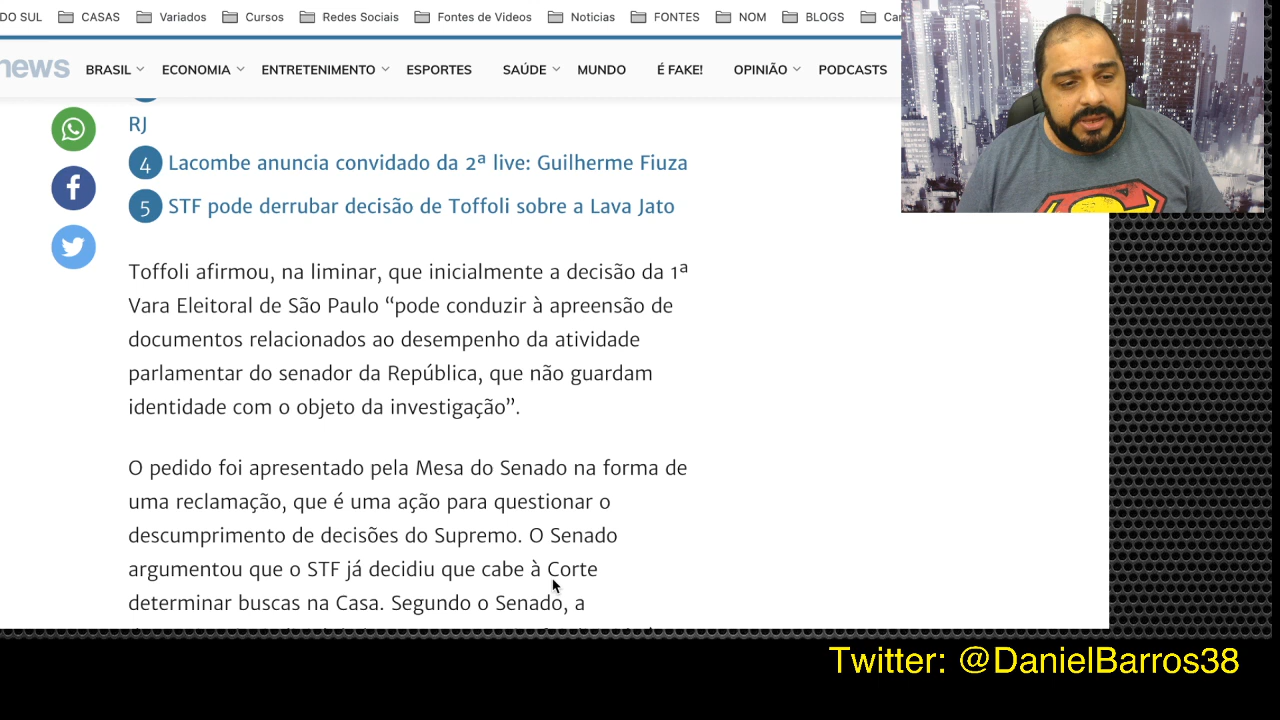 DO SUL CASAS Variados Cursos Redes Sociais Fontes de Videos Noticias FONTES NOM BLOGS
news BRASIL ECONOMIA ENTRETENIMENTO ESPORTES SAÚDE MUNDO É FAKE! OPINIÃO PODCASTS
RJ
4 Lacombe anuncia convidado da 2ª live: Guilherme Fiuza
5 STF pode derrubar decisão de Toffoli sobre a Lava Jato
Toffoli afirmou, na liminar, que inicialmente a decisão da 1ª
Vara Eleitoral de São Paulo “pode conduzir à apreensão de
documentos relacionados ao desempenho da atividade
parlamentar do senador da República, que não guardam
identidade com o objeto da investigação”.
O pedido foi apresentado pela Mesa do Senado na forma de
uma reclamação, que é uma ação para questionar o
descumprimento de decisões do Supremo. O Senado
argumentou que o STF já decidiu que cabe à Corte
determinar buscas na Casa. Segundo o Senado, a
Twitter: @DanielBarros38